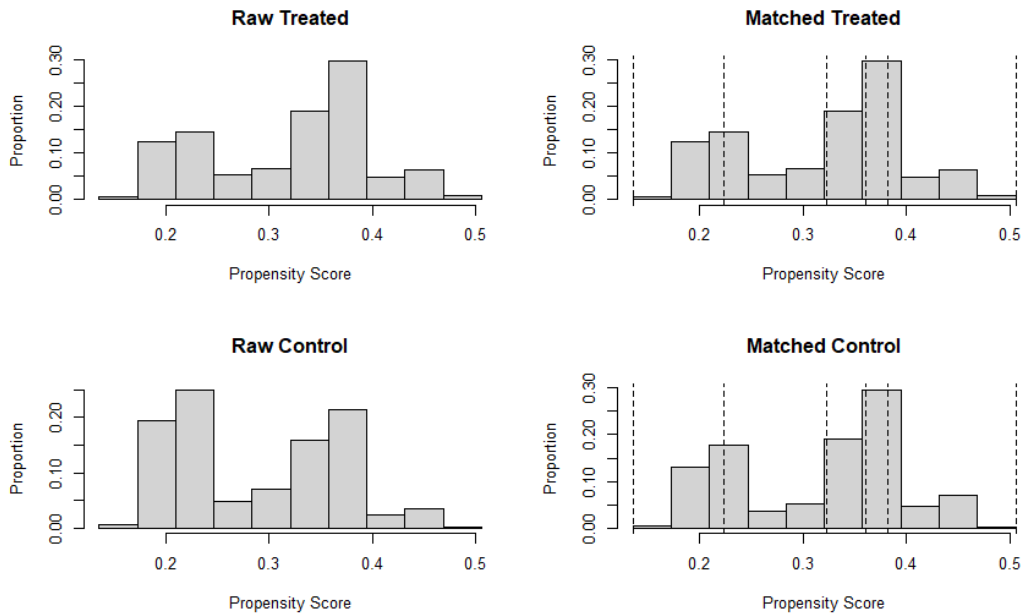 Raw Treated
Proportion
0.00 0.10 0.20 0.30
0.2 0.3 0.4 0.5
Propensity Score
Matched Treated
Proportion
0.00 0.10 0.20 0.30
0.2 0.3 0.4 0.5
Propensity Score
Raw Control
Proportion
0.00 0.10 0.20
0.2 0.3 0.4 0.5
Propensity Score
Matched Control
Proportion
0.00 0.10 0.20 0.30
0.2 0.3 0.4 0.5
Propensity Score